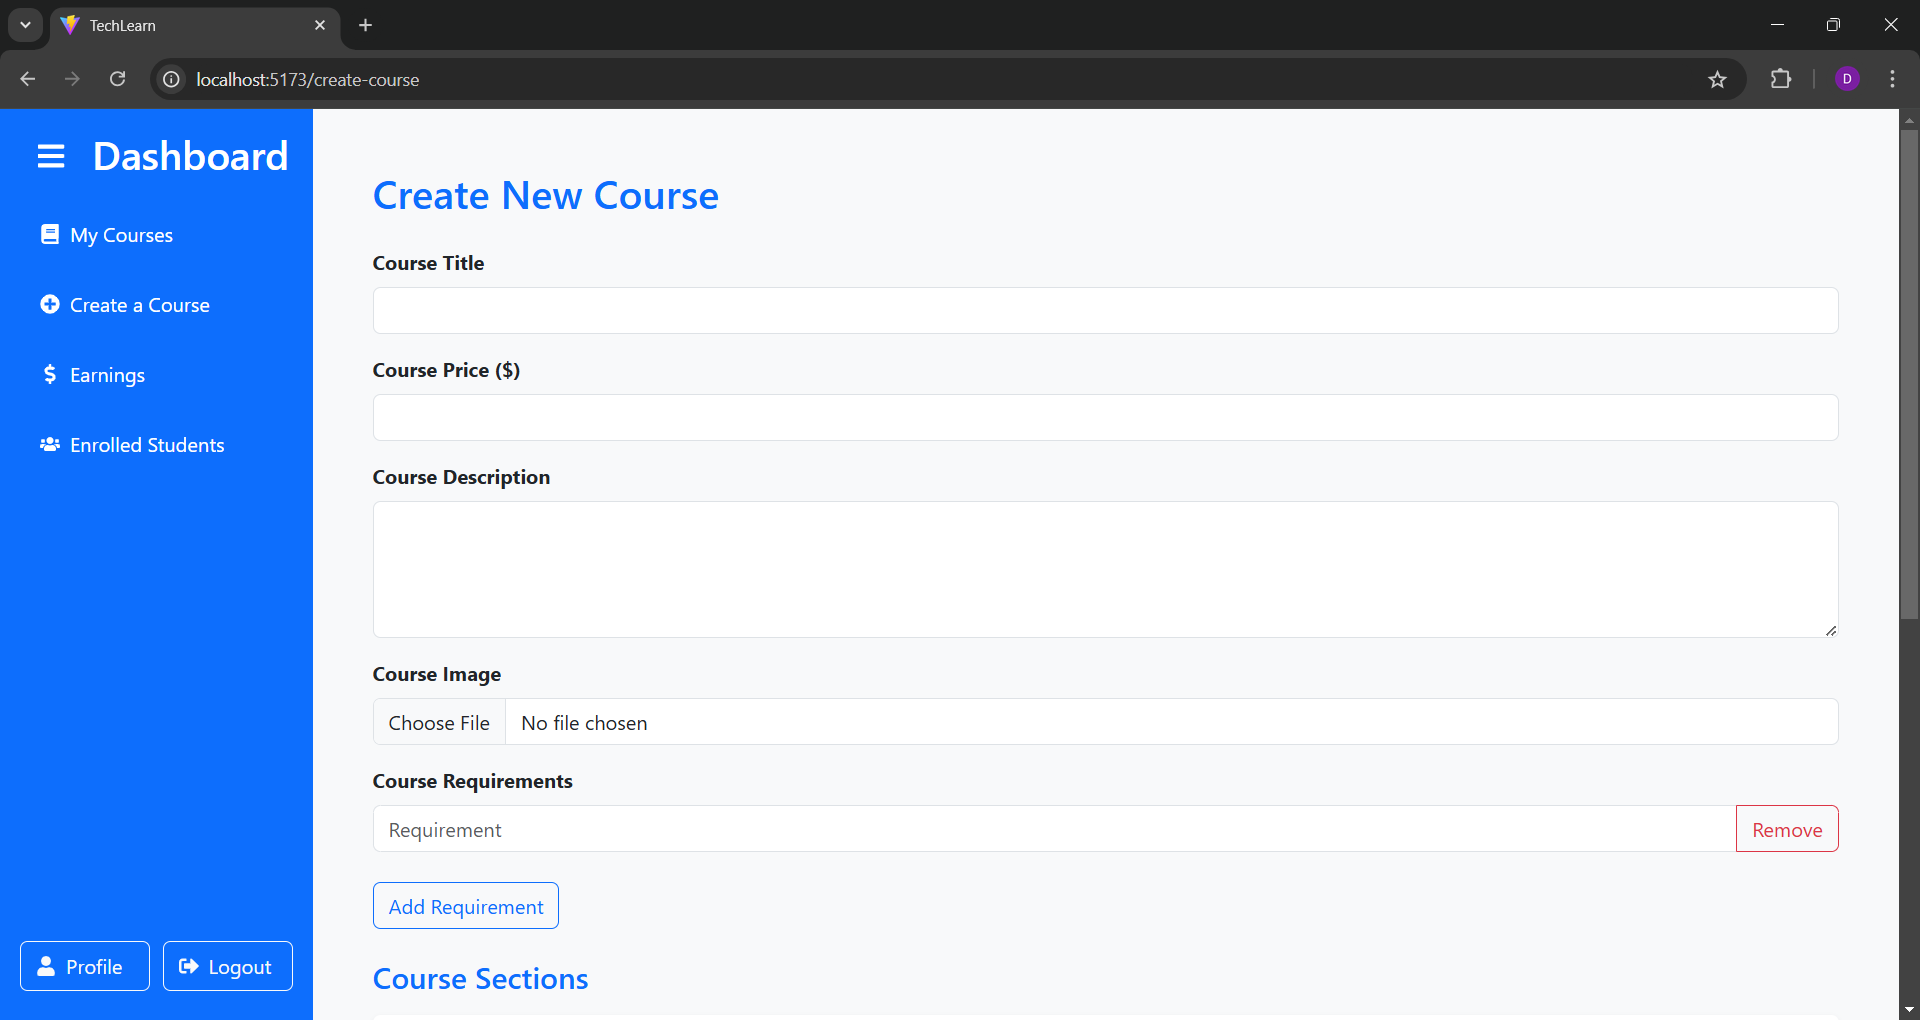 TechLearn
localhost:5173/create-course
D
Dashboard
My Courses
Create a Course
Earnings
Enrolled Students
Profile
Logout
Create New Course
Course Title
Course Price ($)
Course Description
Course Image
Choose File No file chosen
Course Requirements
Requirement Remove
Add Requirement
Course Sections